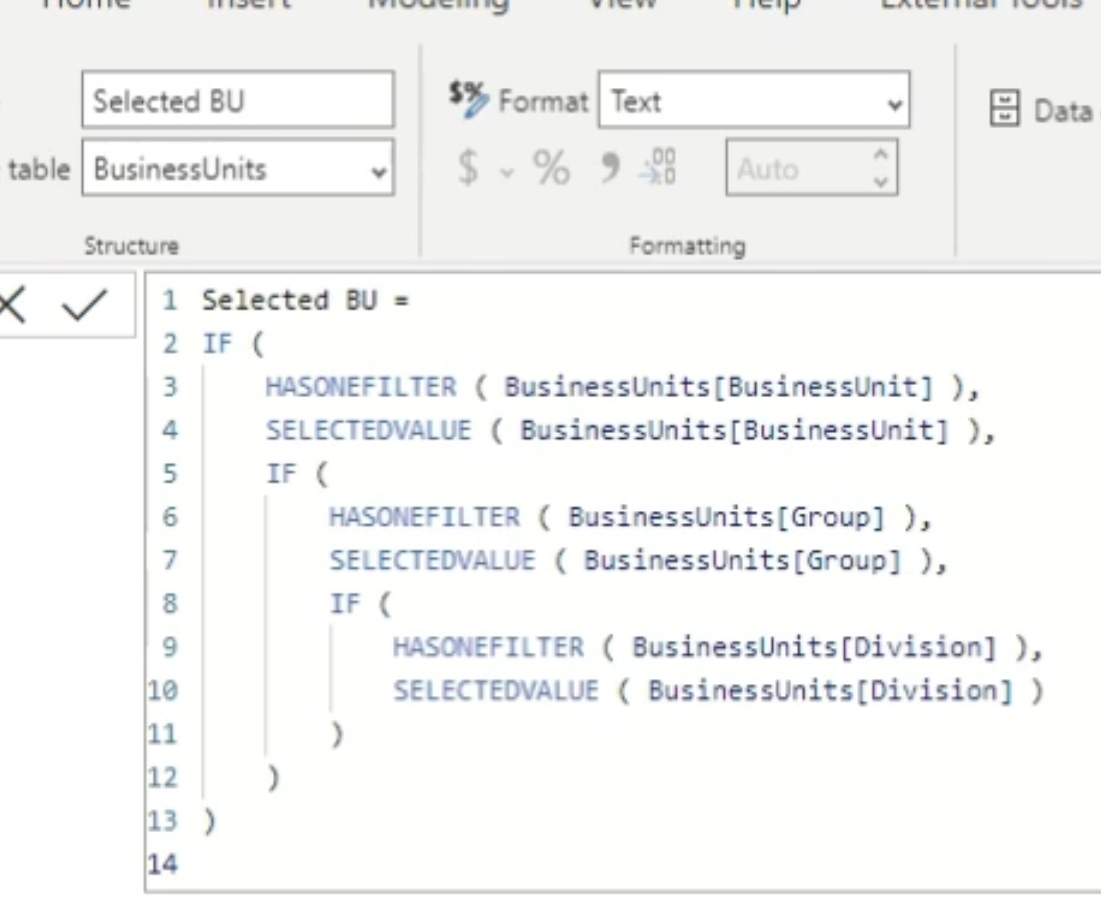 Home Insert Modeling View Help External Tools
Selected BU $% Format Text Data
table BusinessUnits $ % , .00 .0 Auto
Structure Formatting
1 Selected BU =
2 IF (
3 HASONEFILTER ( BusinessUnits[BusinessUnit] ),
4 SELECTEDVALUE ( BusinessUnits[BusinessUnit] ),
5 IF (
6 HASONEFILTER ( BusinessUnits[Group] ),
7 SELECTEDVALUE ( BusinessUnits[Group] ),
8 IF (
9 HASONEFILTER ( BusinessUnits[Division] ),
10 SELECTEDVALUE ( BusinessUnits[Division] )
11 )
12 )
13 )
14